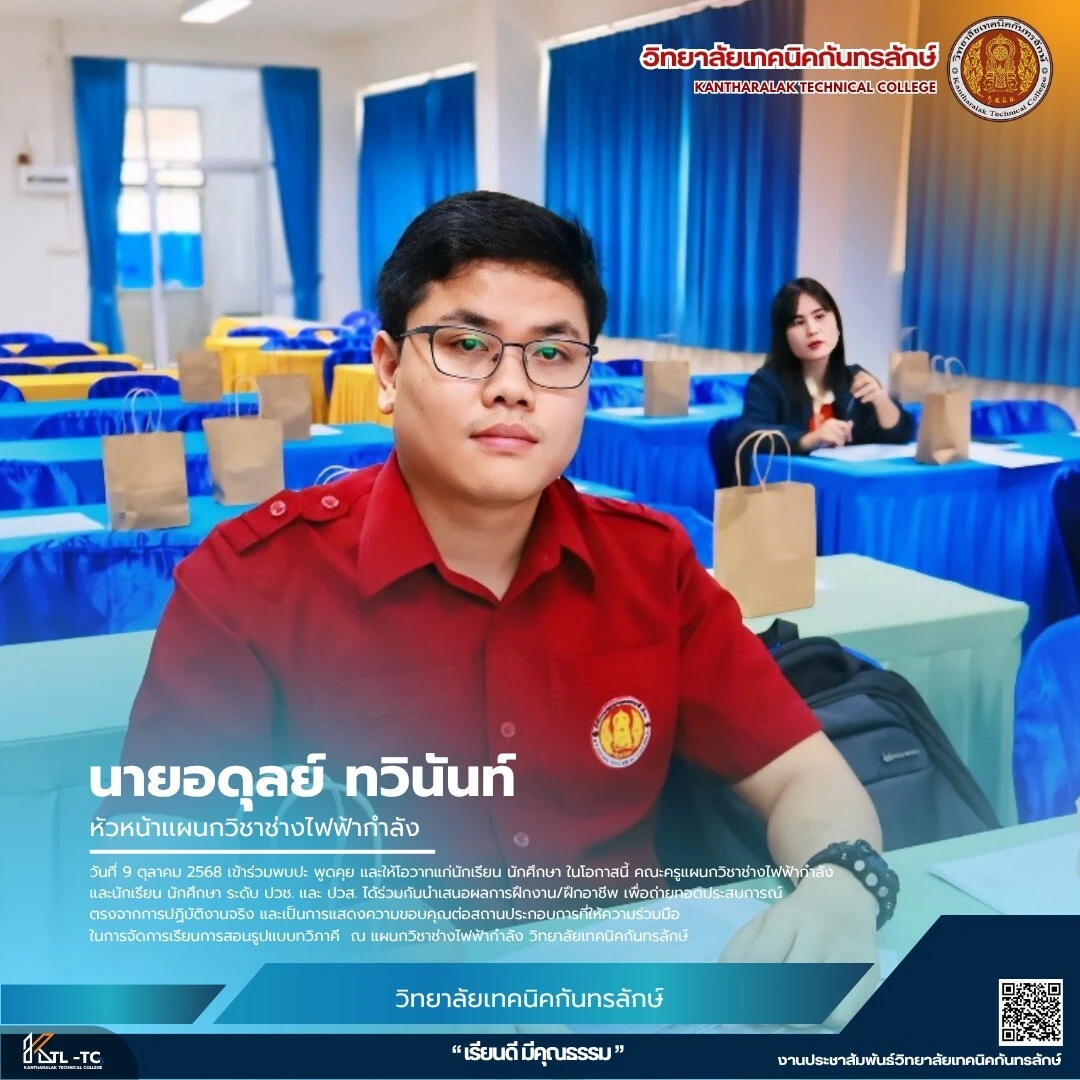 วิทยาลัยเทคนิคกันทรลักษ์
KANTHARALAK TECHNICAL COLLEGE
วิทยาลัยเทคนิคกันทรลักษ์
Kantharalak Technical College
นายอดุลย์ ทวินันท์
หัวหน้าแผนกวิชาช่างไฟฟ้ากำลัง
วันที่ 9 ตุลาคม 2568 เข้าร่วมพบปะ พูดคุย และให้โอวาทแก่นักเรียน นักศึกษา ในโอกาสนี้ คณะครูแผนกวิชาช่างไฟฟ้ากำลัง
และนักเรียน นักศึกษา ระดับ ปวช. และ ปวส. ได้ร่วมกันนำเสนอผลการฝึกงาน/ฝึกอาชีพ เพื่อถ่ายทอดประสบการณ์
ตรงจากการปฏิบัติงานจริง และเป็นการแสดงความขอบคุณต่อสถานประกอบการที่ให้ความร่วมมือ
ในการจัดการเรียนการสอนรูปแบบทวิภาคี ณ แผนกวิชาช่างไฟฟ้ากำลัง วิทยาลัยเทคนิคกันทรลักษ์
วิทยาลัยเทคนิคกันทรลักษ์
KTL -TC
KANTHARALAK TECHNICAL COLLEGE
“ เรียนดี มีคุณธรรม ”
งานประชาสัมพันธ์วิทยาลัยเทคนิคกันทรลักษ์